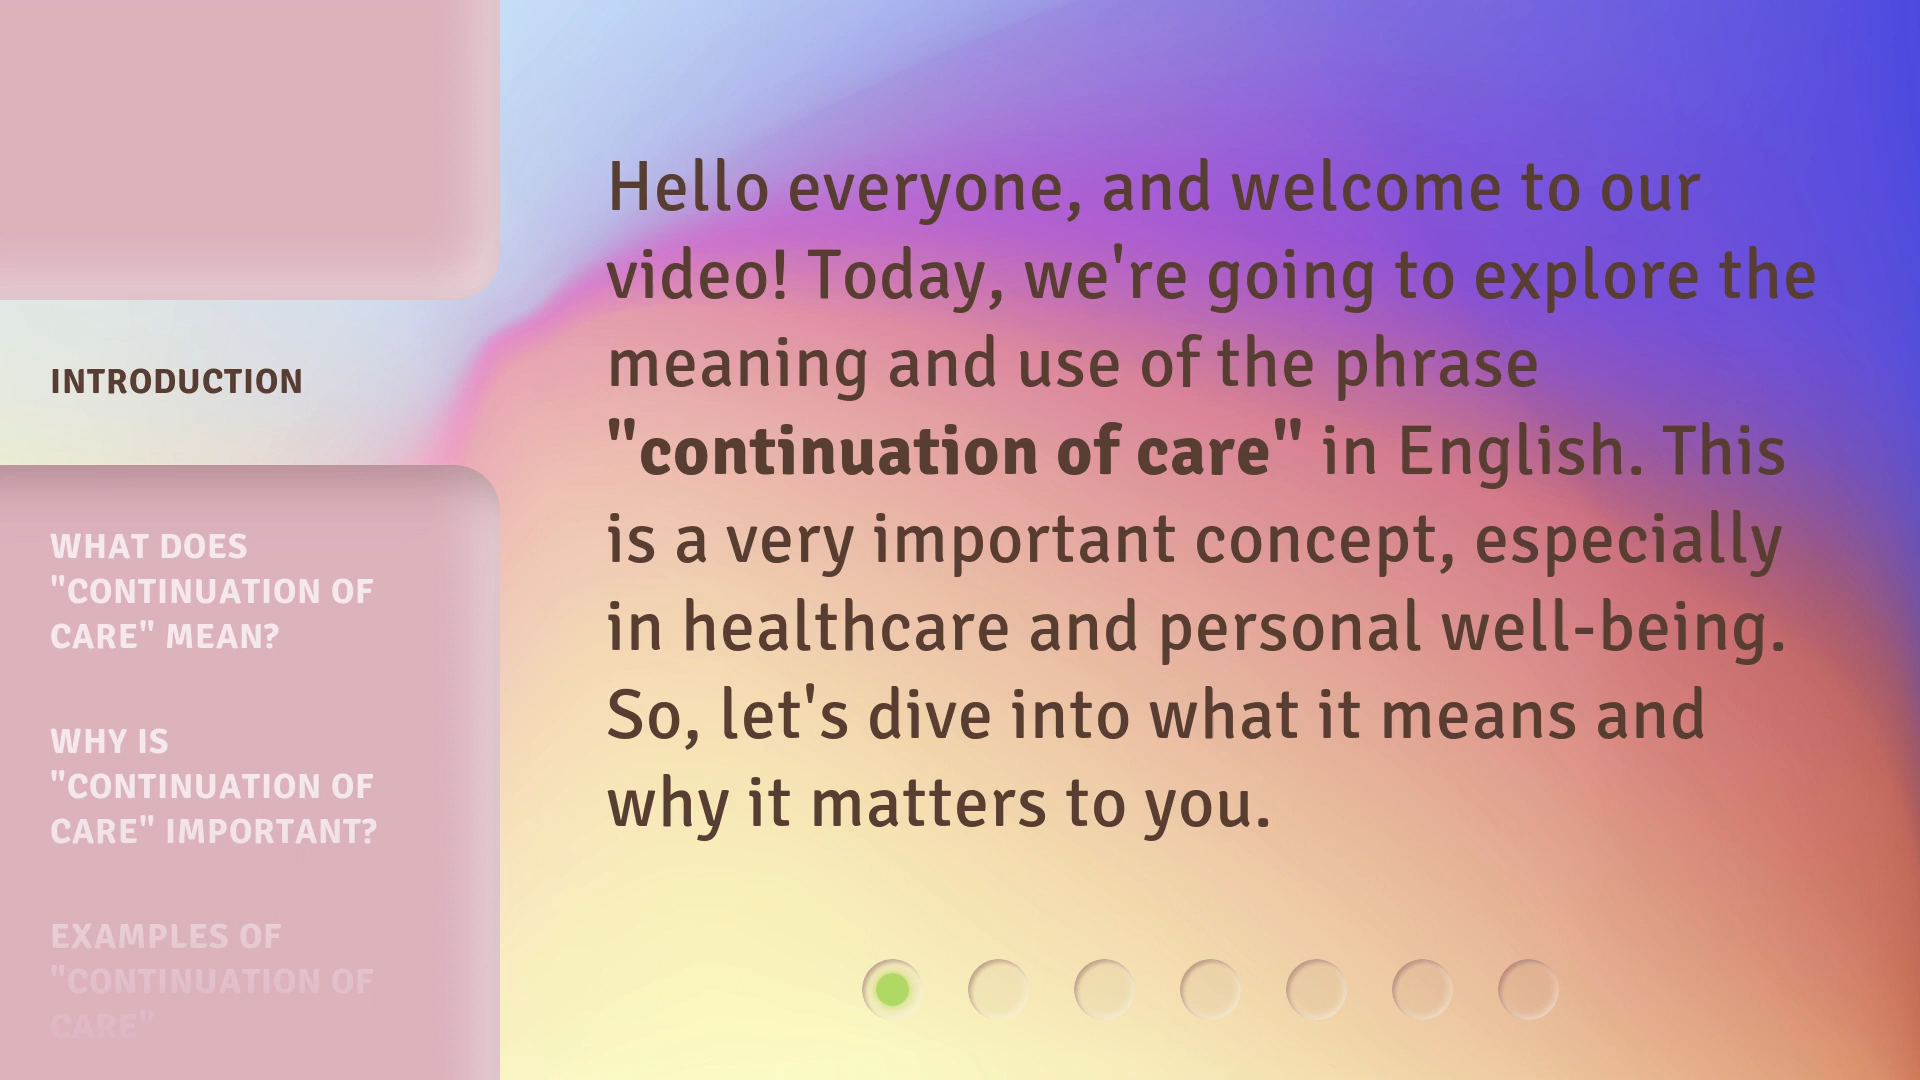 INTRODUCTION
WHAT DOES
"CONTINUATION OF
CARE" MEAN?
WHY IS
"CONTINUATION OF
CARE" IMPORTANT?
EXAMPLES OF
"CONTINUATION OF
CARE"
Hello everyone, and welcome to our
video! Today, we're going to explore the
meaning and use of the phrase
"continuation of care" in English. This
is a very important concept, especially
in healthcare and personal well-being.
So, let's dive into what it means and
why it matters to you.